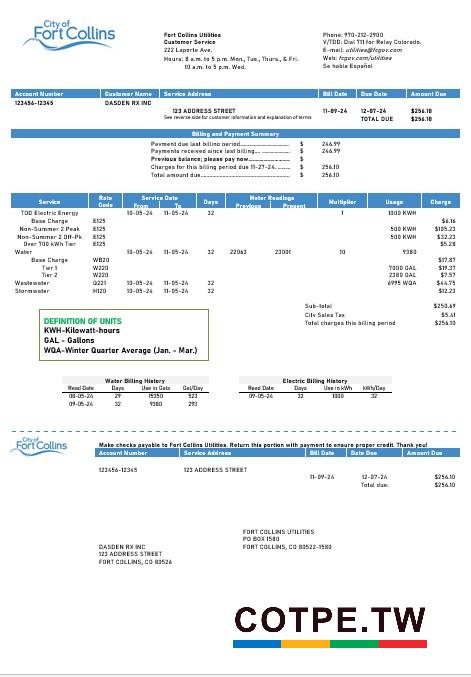 City of
Fort Collins
Fort Collins Utilities
Customer Service
222 Laporte Ave.
Hours: 8 a.m. to 5 p.m. Mon., Tue., Thurs., & Fri.
10 a.m. to 5 p.m. Wed.
Phone: 970-212-2900
V/TDD: Dial 711 for Relay Colorado.
E-mail: utilities@fcgov.com
Web: fcgov.com/utilities
Se hable Español
Account Number Customer Name Service Address Bill Date Due Date Amount Due
123456-12345 DASDEN RX INC
123 ADDRESS STREET 11-09-24 12-07-24 $256.10
See reverse side for customer information and explanation of terms TOTAL DUE $256.10
Billing and Payment Summary
Payment due last billing period $ 246.99
Payments received since last billing $ 246.99
Previous balance; please pay now $
Charges for this billing period due 11-27-24 $ 256.10
Total amount due $ 256.10
Service Rate Code Service Date From To Days Meter Readings Previous Present Multiplier Usage Charge
TOD Electric Energy 10-05-24 11-05-24 32 1 1000 KWH
Base Charge E125 $6.16
Non-Summer 2 Peak E125 500 KWH $105.23
Non-Summer 2 Off-Pk E125 500 KWH $32.23
Over 700 kWh Tier E125 $5.28
Water 10-05-24 11-05-24 32 22063 23001 10 9380
Base Charge WB20 $17.87
Tier 1 W220 7000 GAL $19.37
Tier 2 W220 2380 GAL $7.57
Wastewater Q221 10-05-24 11-05-24 32 6995 WQA $44.75
Stormwater H120 10-05-24 11-05-24 32 $12.23
Sub-total $250.69
City Sales Tax $5.41
Total charges this billing period $256.10
DEFINITION OF UNITS
KWH-Kilowatt-hours
GAL - Gallons
WQA-Winter Quarter Average (Jan. - Mar.)
Water Billing History
Read Date Days Use in Gals Gal/Day
08-05-24 29 15350 523
09-05-24 32 9380 293
Electric Billing History
Read Date Days Use in kWh kWh/Day
09-05-24 32 1000 32
City of
Fort Collins
Make checks payable to Fort Collins Utilities. Return this portion with payment to ensure proper credit. Thank you!
Account Number Service Address Bill Date Date Due Amount Due
123456-12345 123 ADDRESS STREET
11-09-24 12-07-24 $256.10
Total due: $256.10
FORT COLLINS UTILITIES
PO BOX 1580
FORT COLLINS, CO 80522-1580
DASDEN RX INC
123 ADDRESS STREET
FORT COLLINS, CO 80526
COTPE.TW